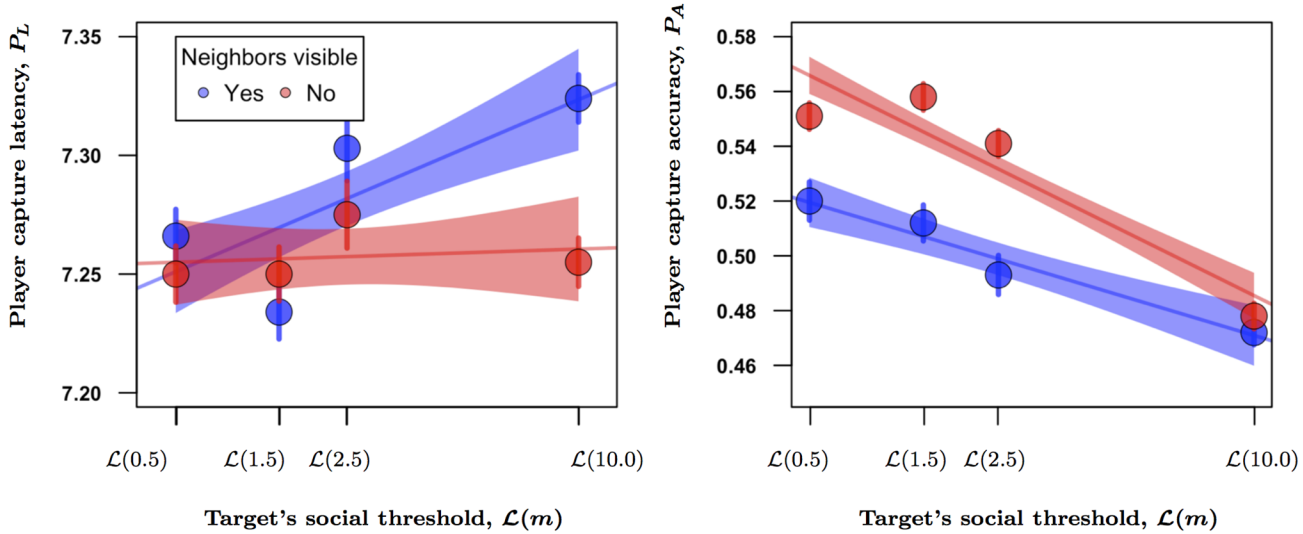 Player capture latency, P_L
7.35
7.30
7.25
7.20
Neighbors visible
Yes No
ℒ(0.5) ℒ(1.5) ℒ(2.5) ℒ(10.0)
Target's social threshold, ℒ(m)
Player capture accuracy, P_A
0.58
0.56
0.54
0.52
0.50
0.48
0.46
ℒ(0.5) ℒ(1.5) ℒ(2.5) ℒ(10.0)
Target's social threshold, ℒ(m)